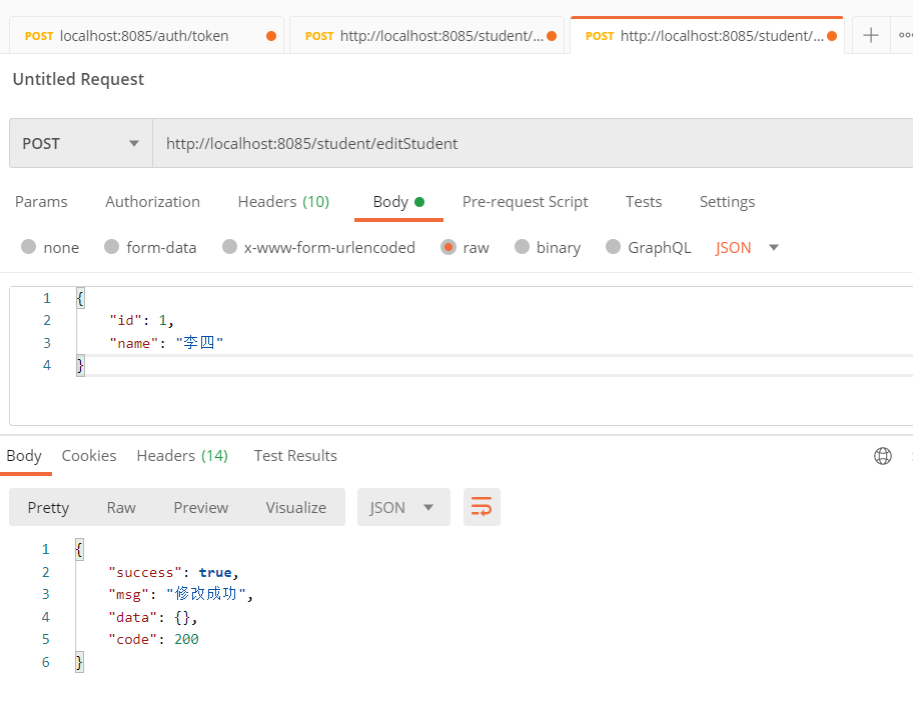 POST localhost:8085/auth/token POST http://localhost:8085/student/... POST http://localhost:8085/student/...
Untitled Request
POST http://localhost:8085/student/editStudent
Params Authorization Headers (10) Body Pre-request Script Tests Settings
none form-data x-www-form-urlencoded raw binary GraphQL JSON
1 {
2 "id": 1,
3 "name": "李四"
4 }
Body Cookies Headers (14) Test Results
Pretty Raw Preview Visualize JSON
1 {
2 "success": true,
3 "msg": "修改成功",
4 "data": {},
5 "code": 200
6 }